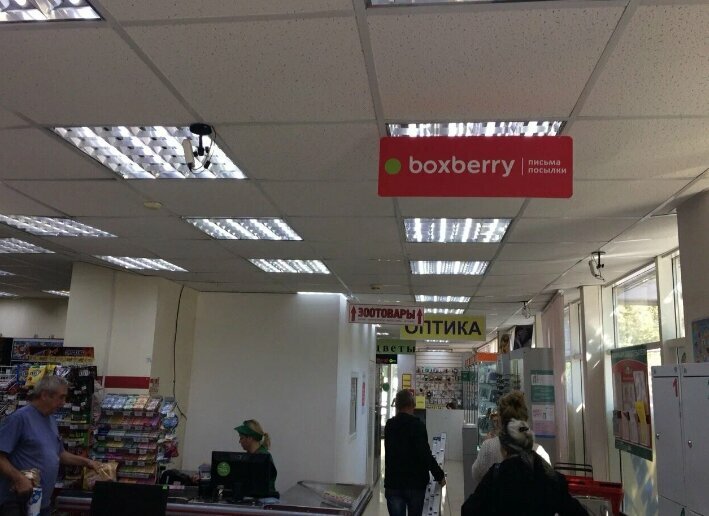 boxberry
письма
посылки
ЗООТОВАРЫ
ОПТИКА
цветы